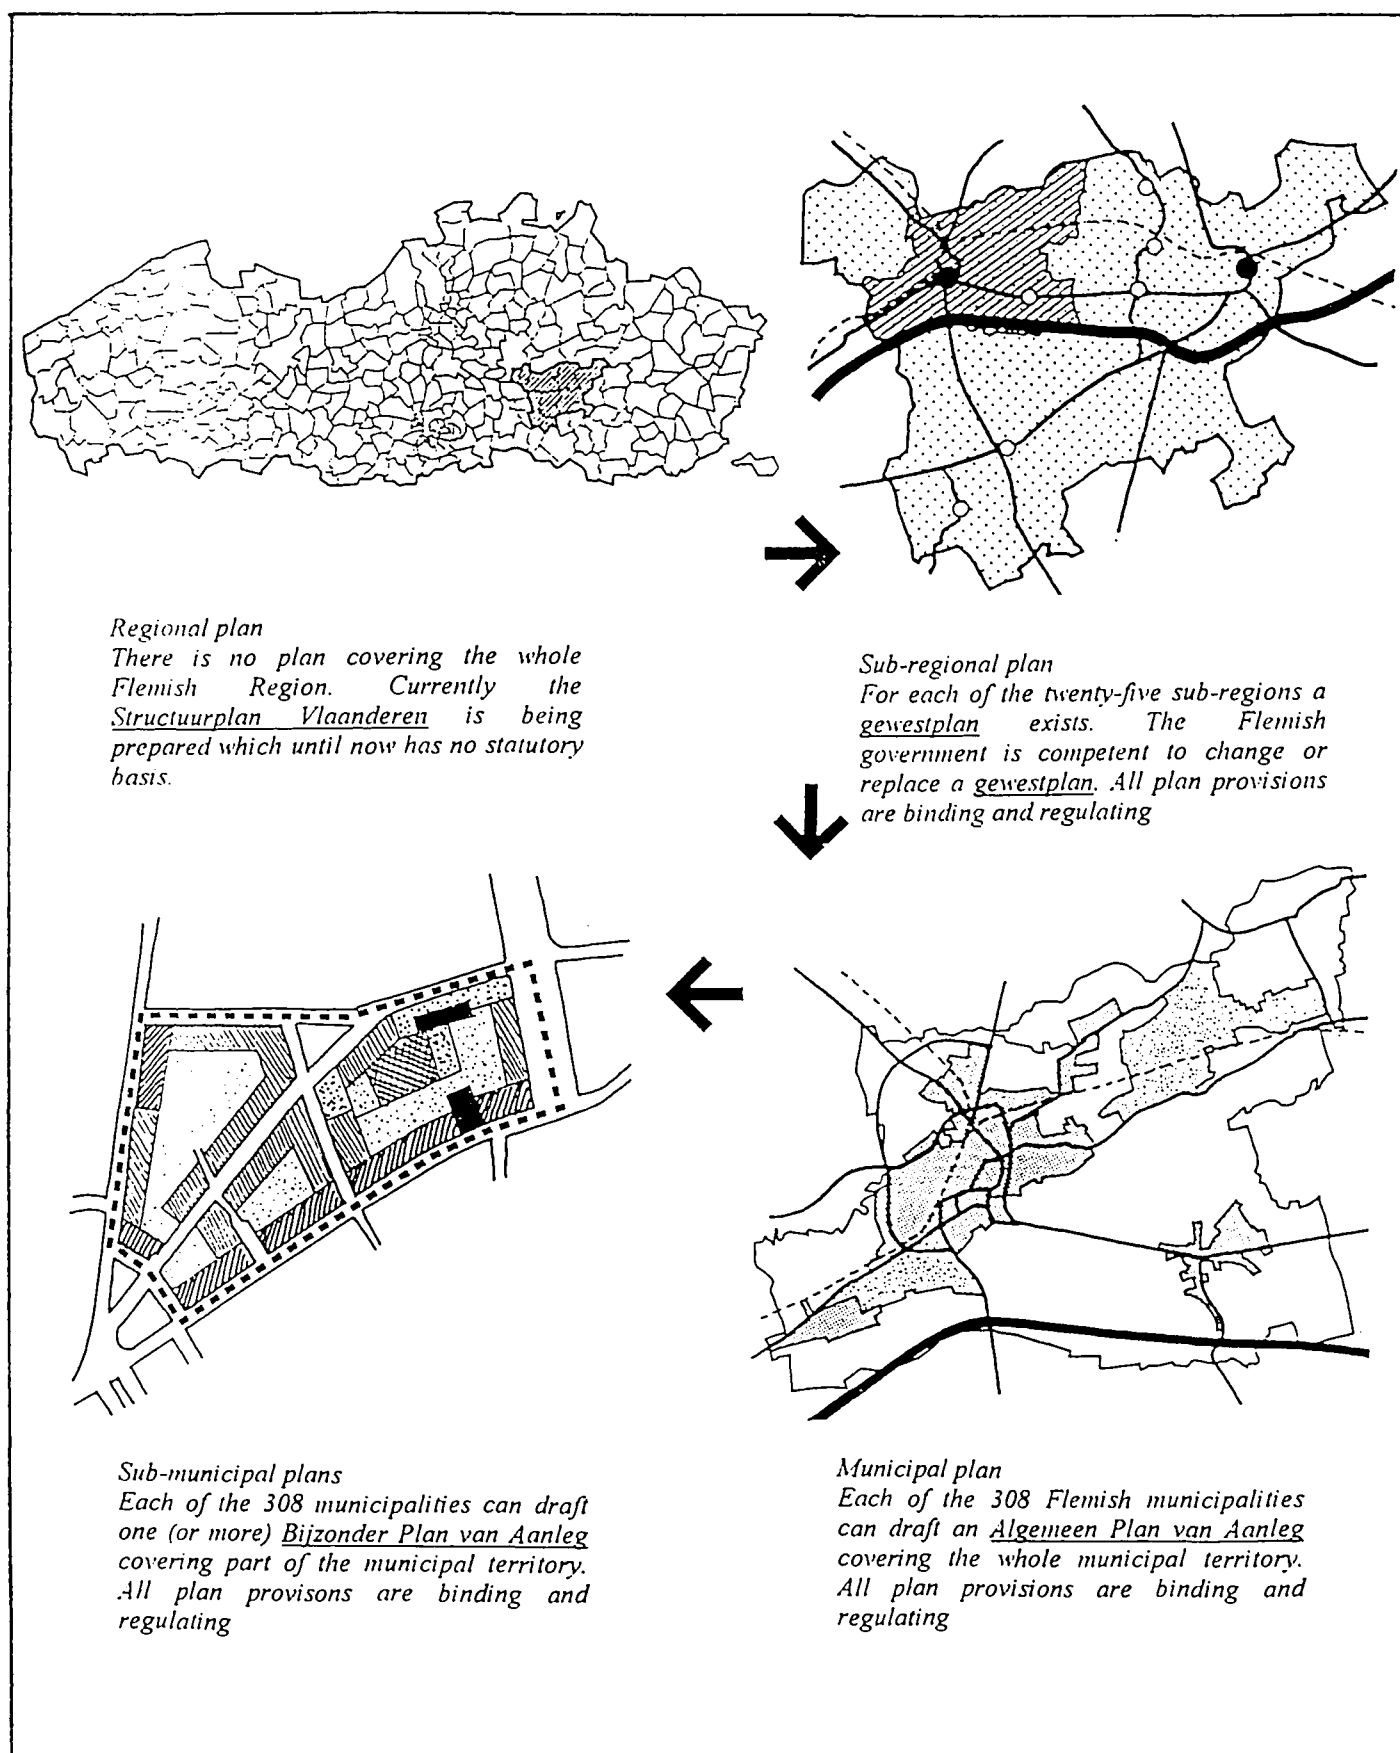 Regional plan
There is no plan covering the whole
Flemish Region. Currently the
Structuurplan Vlaanderen is being
prepared which until now has no statutory
basis.
Sub-regional plan
For each of the twenty-five sub-regions a
gewestplan exists. The Flemish
government is competent to change or
replace a gewestplan. All plan provisions
are binding and regulating
Sub-municipal plans
Each of the 308 municipalities can draft
one (or more) Bijzonder Plan van Aanleg
covering part of the municipal territory.
All plan provisons are binding and
regulating
Municipal plan
Each of the 308 Flemish municipalities
can draft an Algemeen Plan van Aanleg
covering the whole municipal territory.
All plan provisions are binding and
regulating